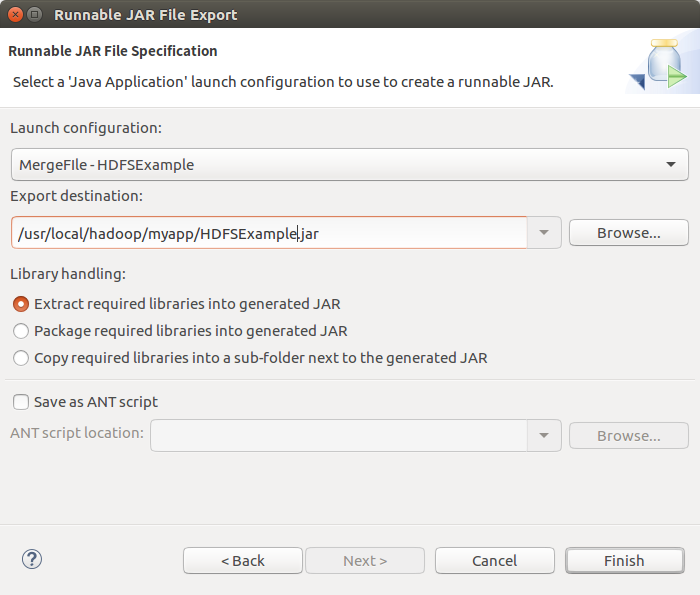 Runnable JAR File Export
Runnable JAR File Specification
Select a 'Java Application' launch configuration to use to create a runnable JAR.
Launch configuration:
MergeFIle - HDFSExample
Export destination:
/usr/local/hadoop/myapp/HDFSExample.jar
Browse...
Library handling:
Extract required libraries into generated JAR
Package required libraries into generated JAR
Copy required libraries into a sub-folder next to the generated JAR
Save as ANT script
ANT script location:
Browse...
?
< Back
Next >
Cancel
Finish